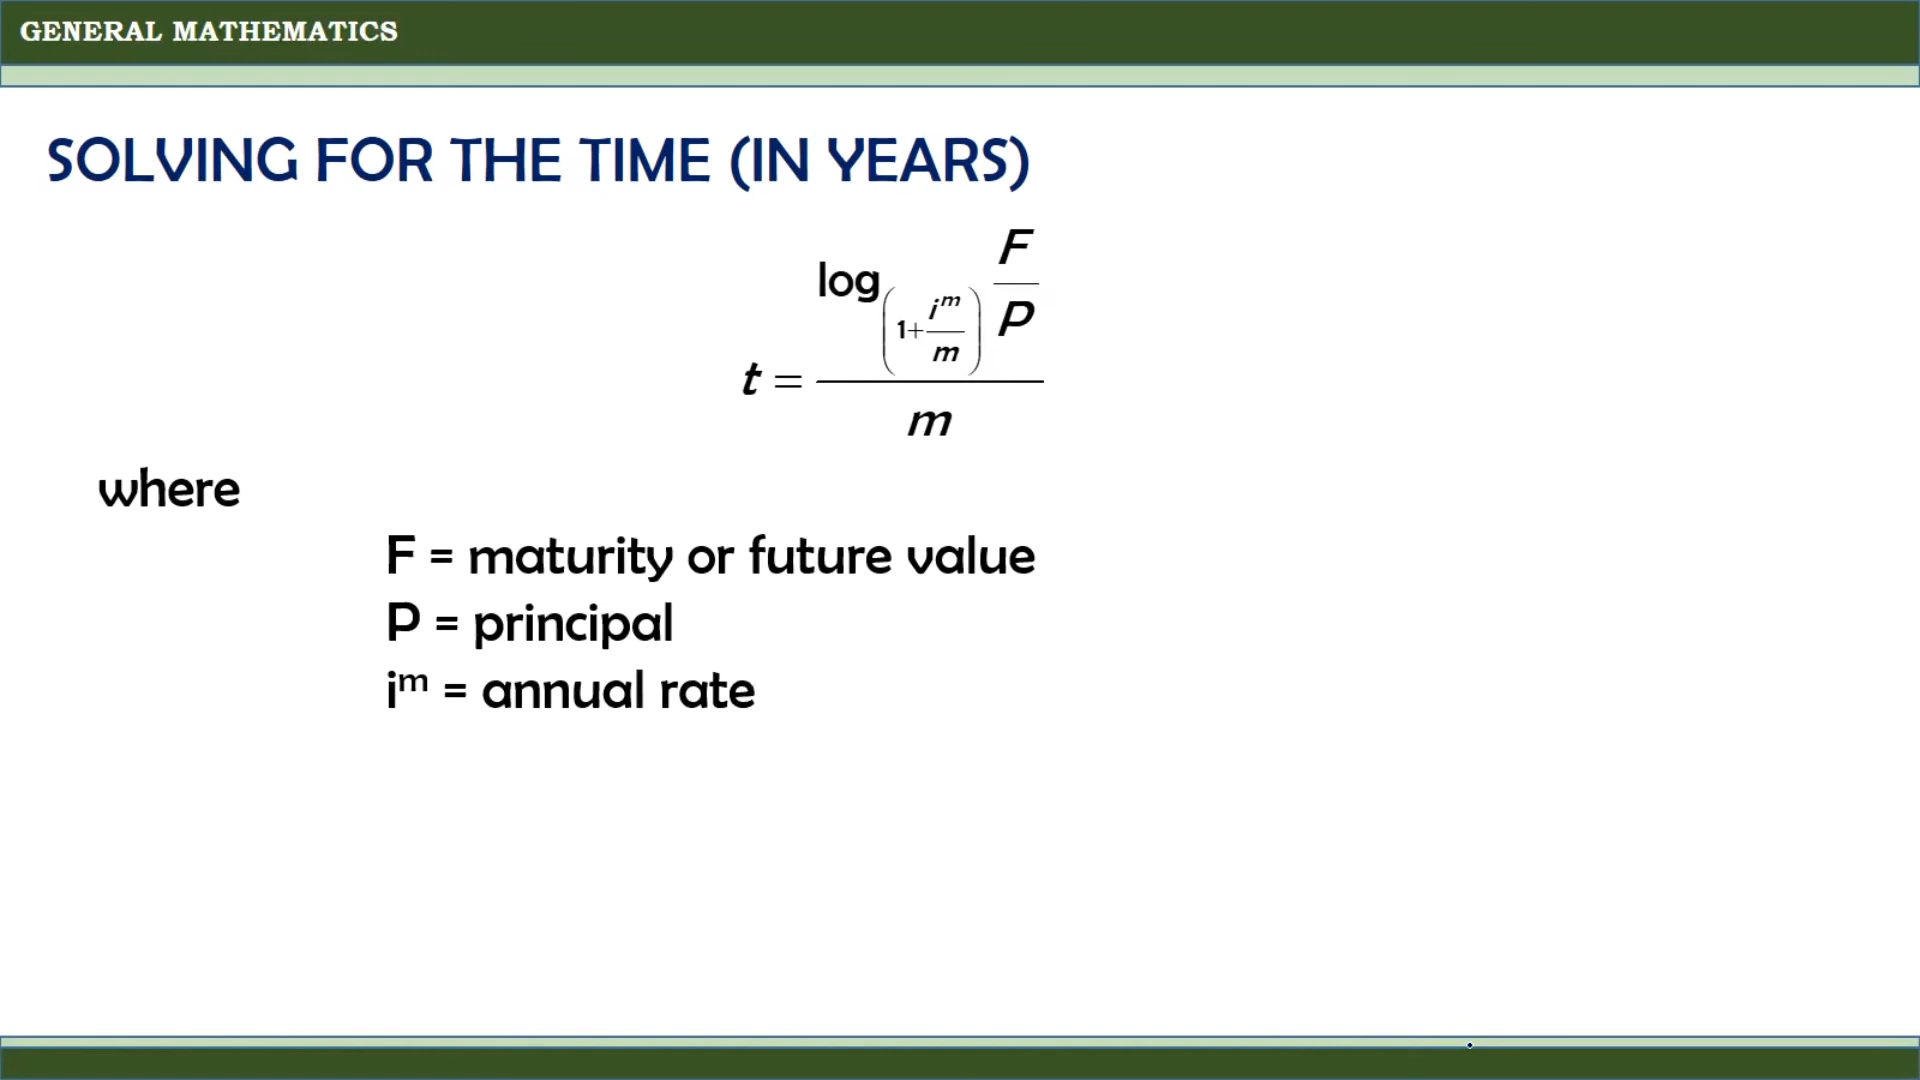 GENERAL MATHEMATICS
SOLVING FOR THE TIME (IN YEARS)
t = log(1+i^m/m) F/P / m
where
F = maturity or future value
P = principal
iᵐ = annual rate